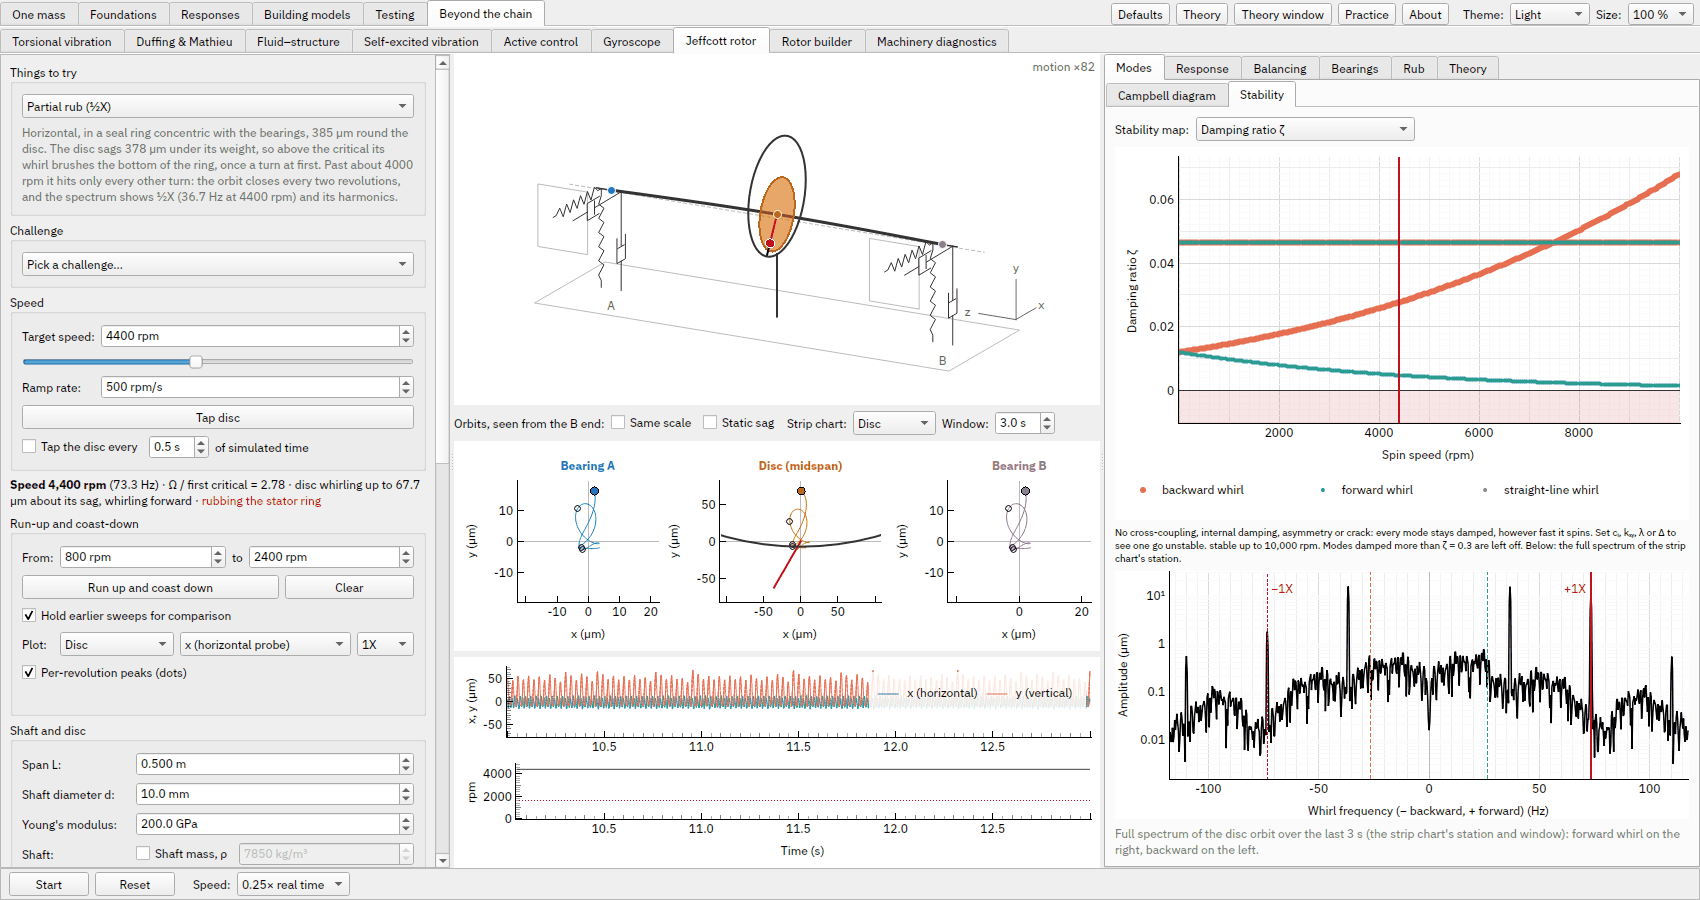 One mass
Foundations
Responses
Building models
Testing
Beyond the chain
Defaults
Theory
Theory window
Practice
About
Theme:
Light
Size:
100 %
Torsional vibration
Duffing & Mathieu
Fluid–structure
Self-excited vibration
Active control
Gyroscope
Jeffcott rotor
Rotor builder
Machinery diagnostics
Things to try
Partial rub (½X)
Horizontal, in a seal ring concentric with the bearings, 385 µm round the
disc. The disc sags 378 µm under its weight, so above the critical its
whirl brushes the bottom of the ring, once a turn at first. Past about 4000
rpm it hits only every other turn: the orbit closes every two revolutions,
and the spectrum shows ½X (36.7 Hz at 4400 rpm) and its harmonics.
Challenge
Pick a challenge...
Speed
Target speed:
4400 rpm
Ramp rate:
500 rpm/s
Tap disc
Tap the disc every
0.5 s
of simulated time
Speed 4,400 rpm (73.3 Hz) · Ω / first critical = 2.78 · disc whirling up to 67.7
µm about its sag, whirling forward · rubbing the stator ring
Run-up and coast-down
From:
800 rpm
to
2400 rpm
Run up and coast down
Clear
Hold earlier sweeps for comparison
Plot:
Disc
x (horizontal probe)
1X
Per-revolution peaks (dots)
Shaft and disc
Span L:
0.500 m
Shaft diameter d:
10.0 mm
Young's modulus:
200.0 GPa
Shaft:
Shaft mass, ρ
7850 kg/m³
Start
Reset
Speed:
0.25× real time
motion ×82
A
B
y
x
z
Orbits, seen from the B end:
Same scale
Static sag
Strip chart:
Disc
Window:
3.0 s
Bearing A
Disc (midspan)
Bearing B
y (µm)
10
0
-10
-10
0
10
20
x (µm)
y (µm)
50
0
-50
-50
0
50
x (µm)
y (µm)
10
0
-10
0
20
x (µm)
x, y (µm)
50
0
-50
x (horizontal)
y (vertical)
10.5
11.0
11.5
12.0
12.5
rpm
4000
2000
0
10.5
11.0
11.5
12.0
12.5
Time (s)
Modes
Response
Balancing
Bearings
Rub
Theory
Campbell diagram
Stability
Stability map:
Damping ratio ζ
Damping ratio ζ
0.06
0.04
0.02
0
2000
4000
6000
8000
Spin speed (rpm)
backward whirl
forward whirl
straight-line whirl
No cross-coupling, internal damping, asymmetry or crack: every mode stays damped, however fast it spins. Set cᵢ, kₓᵧ, λ or Δ to
see one go unstable. stable up to 10,000 rpm. Modes damped more than ζ = 0.3 are left off. Below: the full spectrum of the strip
chart's station.
Amplitude (µm)
10¹
1
0.1
0.01
−1X
+1X
-100
-50
0
50
100
Whirl frequency (− backward, + forward) (Hz)
Full spectrum of the disc orbit over the last 3 s (the strip chart's station and window): forward whirl on the
right, backward on the left.